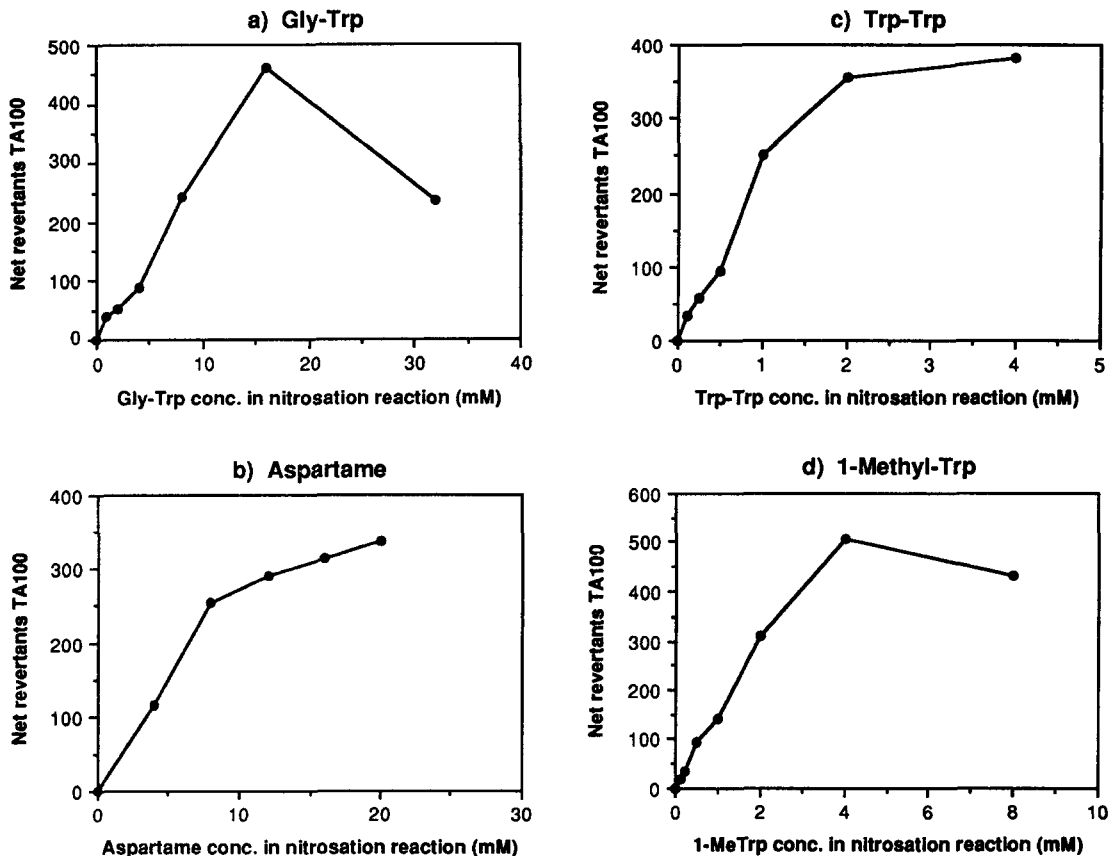 a) Gly-Trp
500
400
300
200
100
0
Net revertants TA100
0 10 20 30 40
Gly-Trp conc. in nitrosation reaction (mM)
c) Trp-Trp
400
300
200
100
0
Net revertants TA100
0 1 2 3 4 5
Trp-Trp conc. in nitrosation reaction (mM)
b) Aspartame
400
300
200
100
0
Net revertants TA100
0 10 20 30
Aspartame conc. in nitrosation reaction (mM)
d) 1-Methyl-Trp
600
500
400
300
200
100
0
Net revertants TA100
0 2 4 6 8 10
1-MeTrp conc. in nitrosation reaction (mM)